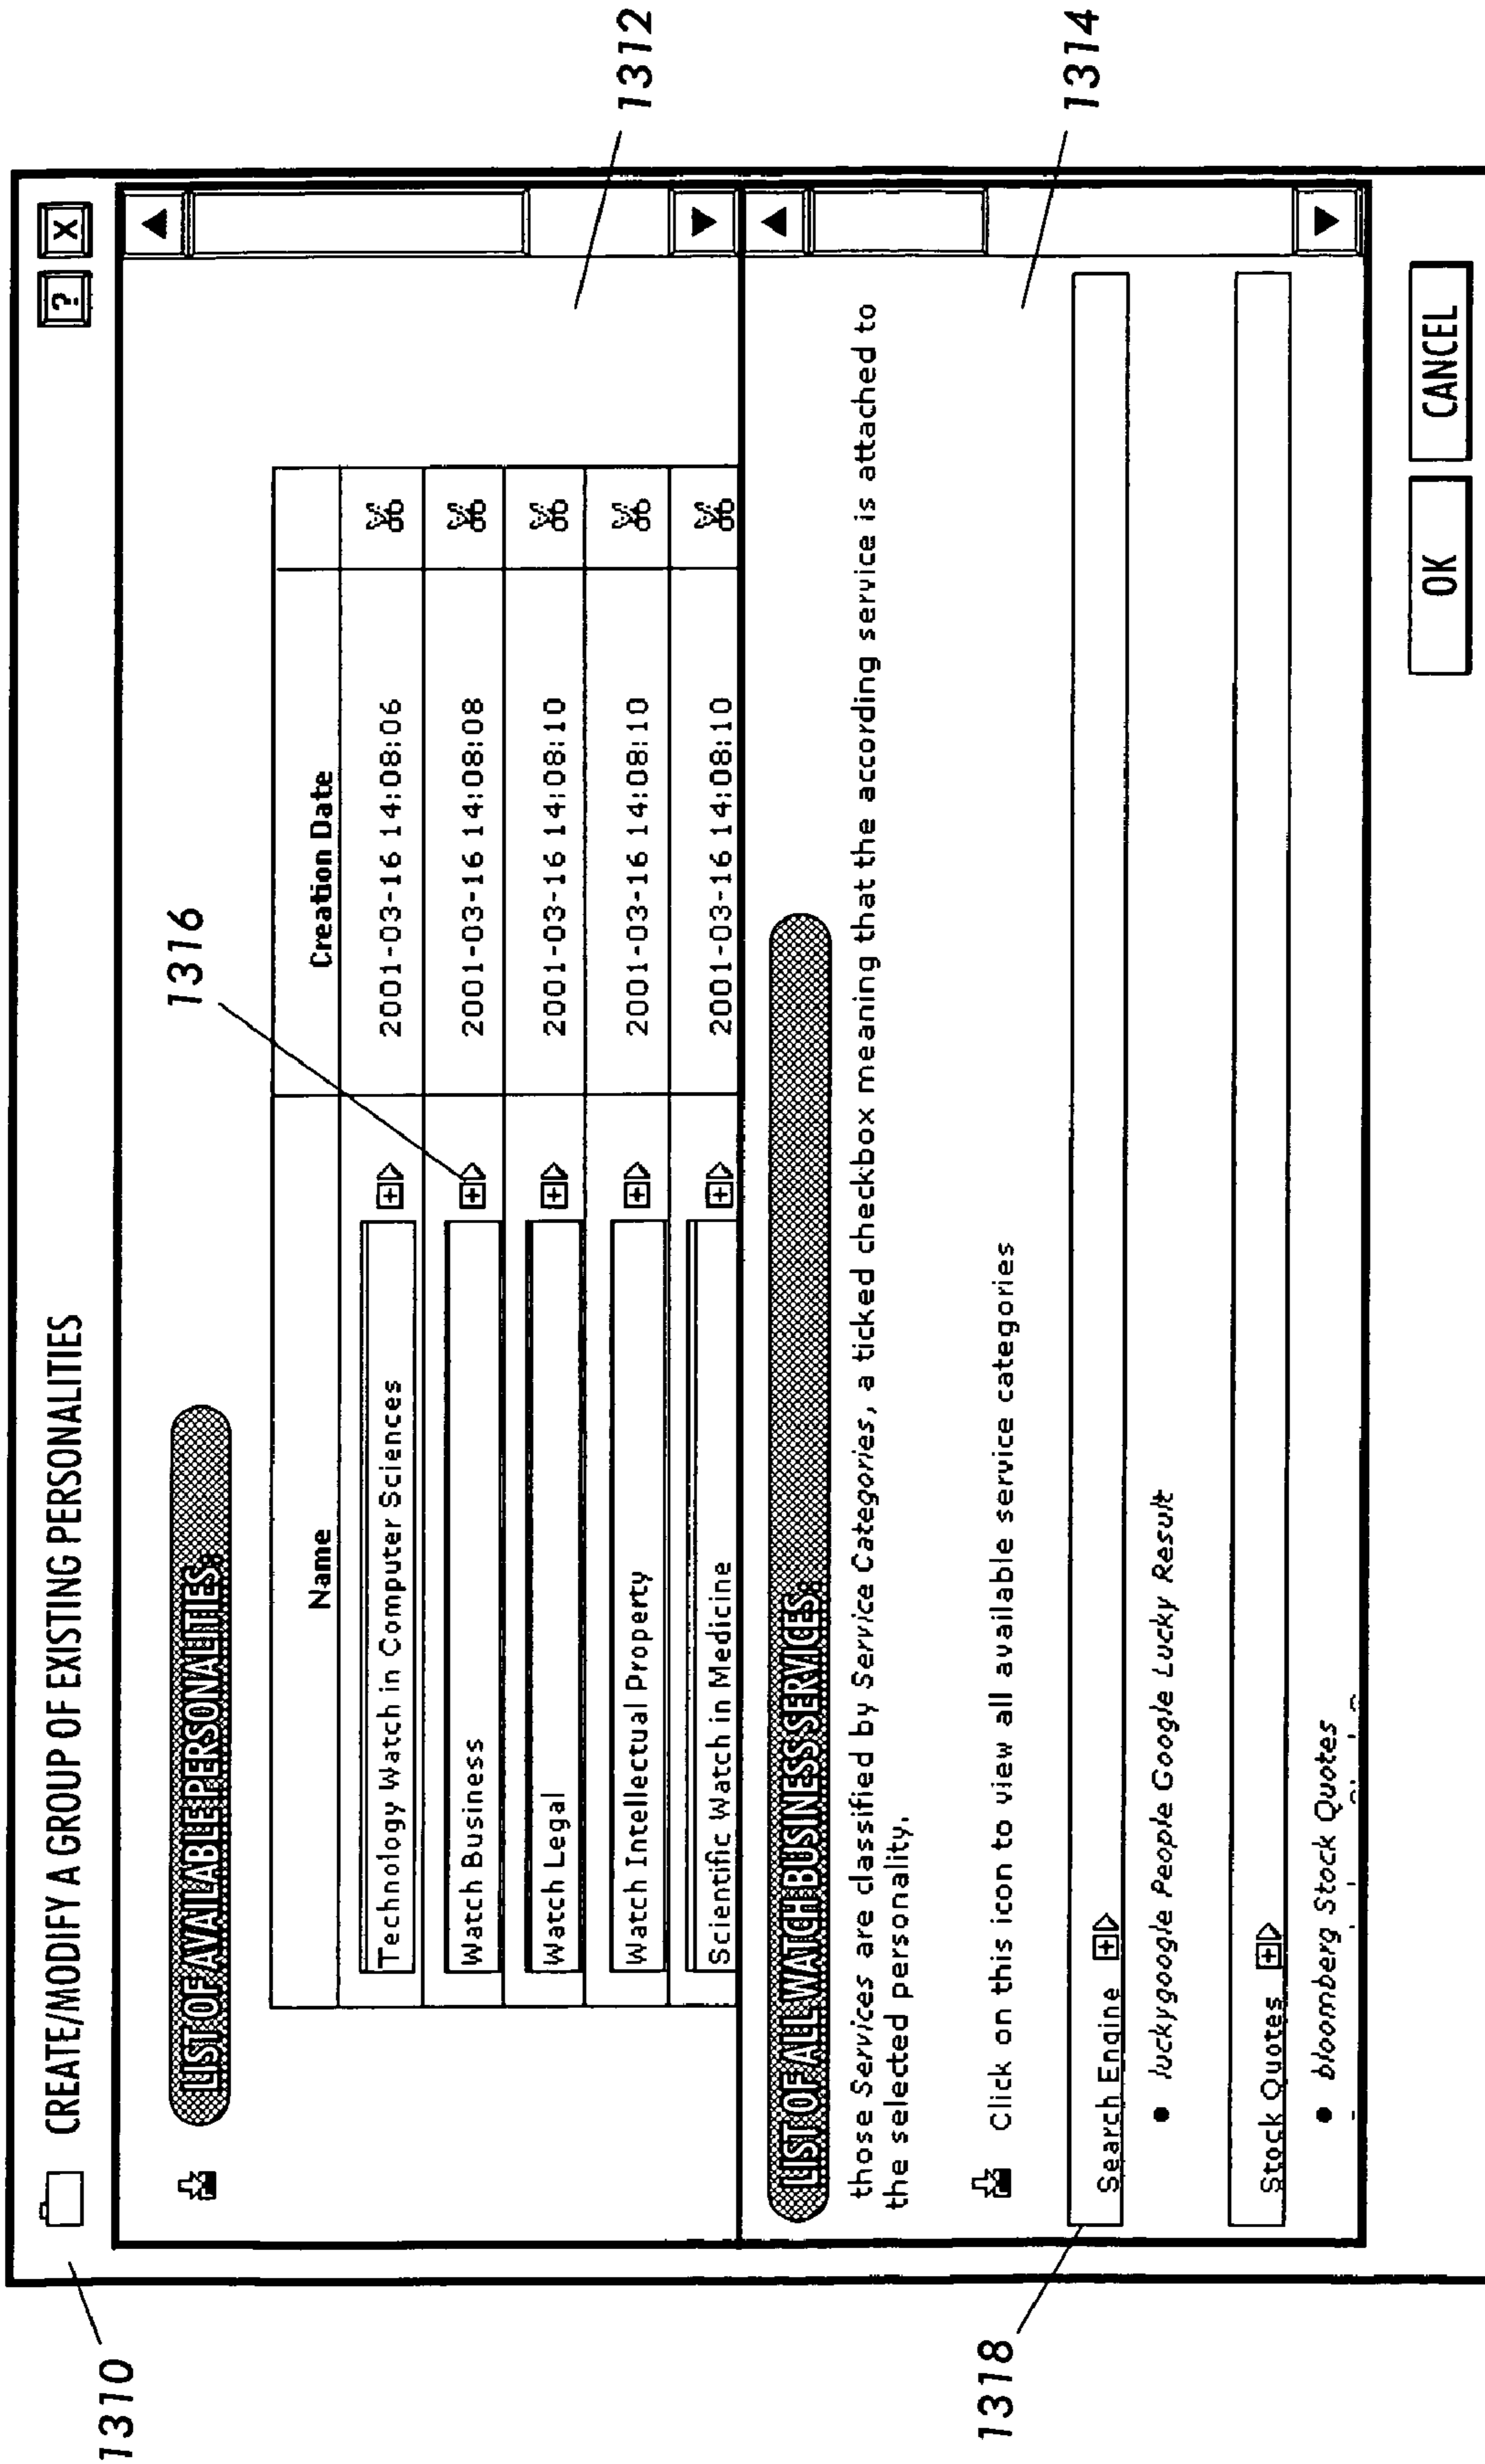 1310
CREATE/MODIFY A GROUP OF EXISTING PERSONALITIES
?
X
LIST OF AVAILABLE PERSONALITIES:
1316
Name
Creation Date
Technology Watch in Computer Sciences
2001-03-16 14:08:06
Watch Business
2001-03-16 14:08:08
Watch Legal
2001-03-16 14:08:10
Watch Intellectual Property
2001-03-16 14:08:10
Scientific Watch in Medicine
2001-03-16 14:08:10
1312
LIST OF ALL WATCH BUSINESS SERVICES:
those Services are classified by Service Categories, a ticked checkbox meaning that the according service is attached to
the selected personality.
1314
Click on this icon to view all available service categories
1318
Search Engine
• luckygoogle People Google Lucky Result
Stock Quotes
• bloomberg Stock Quotes
OK
CANCEL